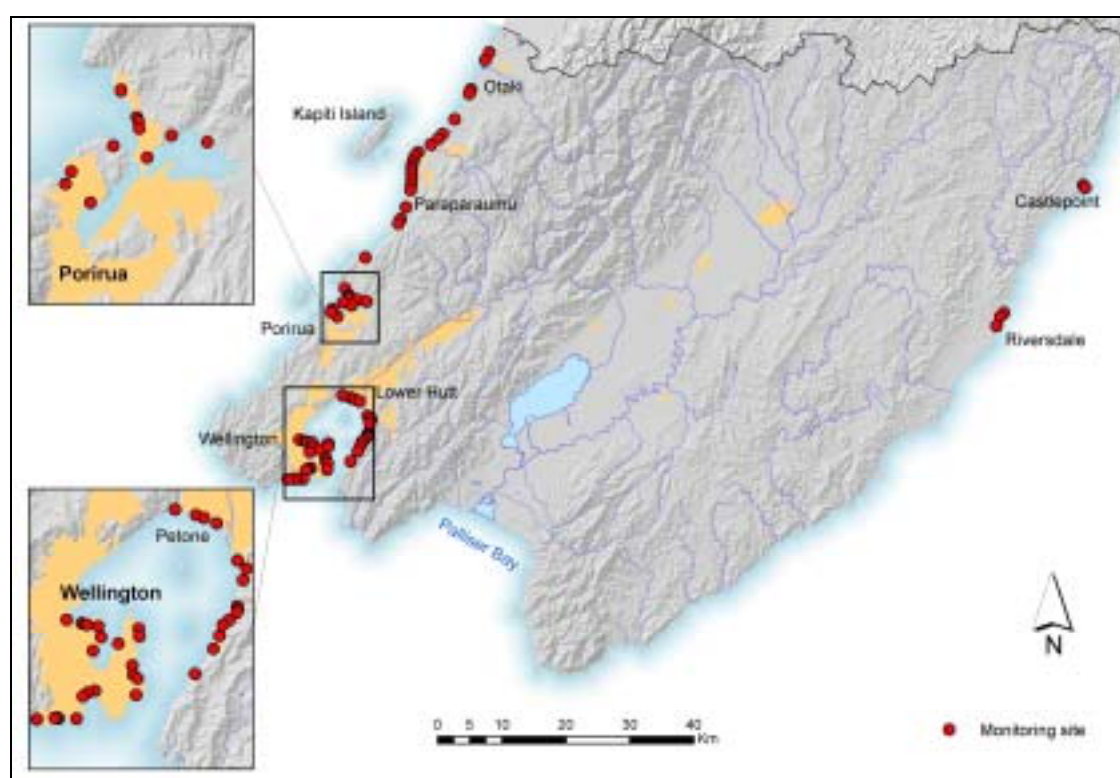 Otaki
Kapiti Island
Paraparaumu
Castlepoint
Porirua
Porirua
Riversdale
Lower Hutt
Wellington
Palliser Bay
Petone
Wellington
N
0 5 10 20 30 40
Km
Monitoring site